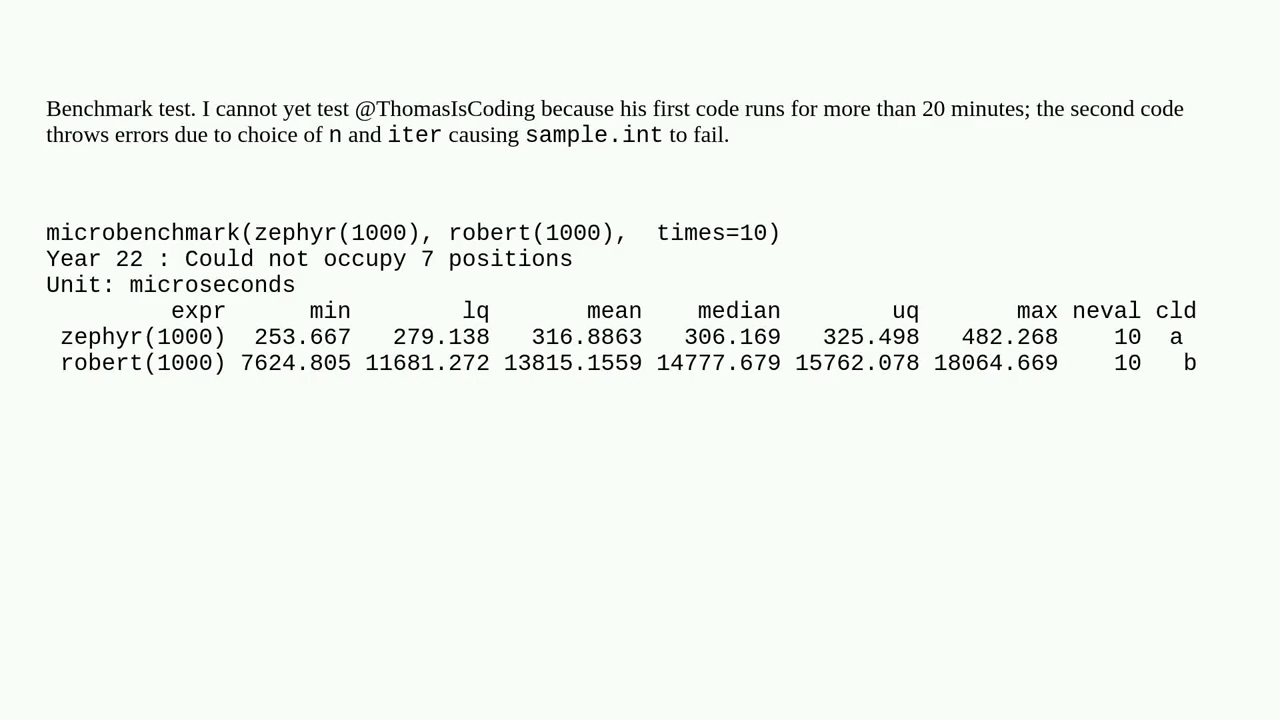 Benchmark test. I cannot yet test @ThomasIsCoding because his first code runs for more than 20 minutes; the second code
throws errors due to choice of n and iter causing sample.int to fail.
microbenchmark(zephyr(1000), robert(1000),  times=10)
Year 22 : Could not occupy 7 positions
Unit: microseconds
         expr      min        lq       mean    median        uq       max neval cld
 zephyr(1000)  253.667   279.138   316.8863   306.169   325.498   482.268    10  a
 robert(1000) 7624.805 11681.272 13815.1559 14777.679 15762.078 18064.669    10   b